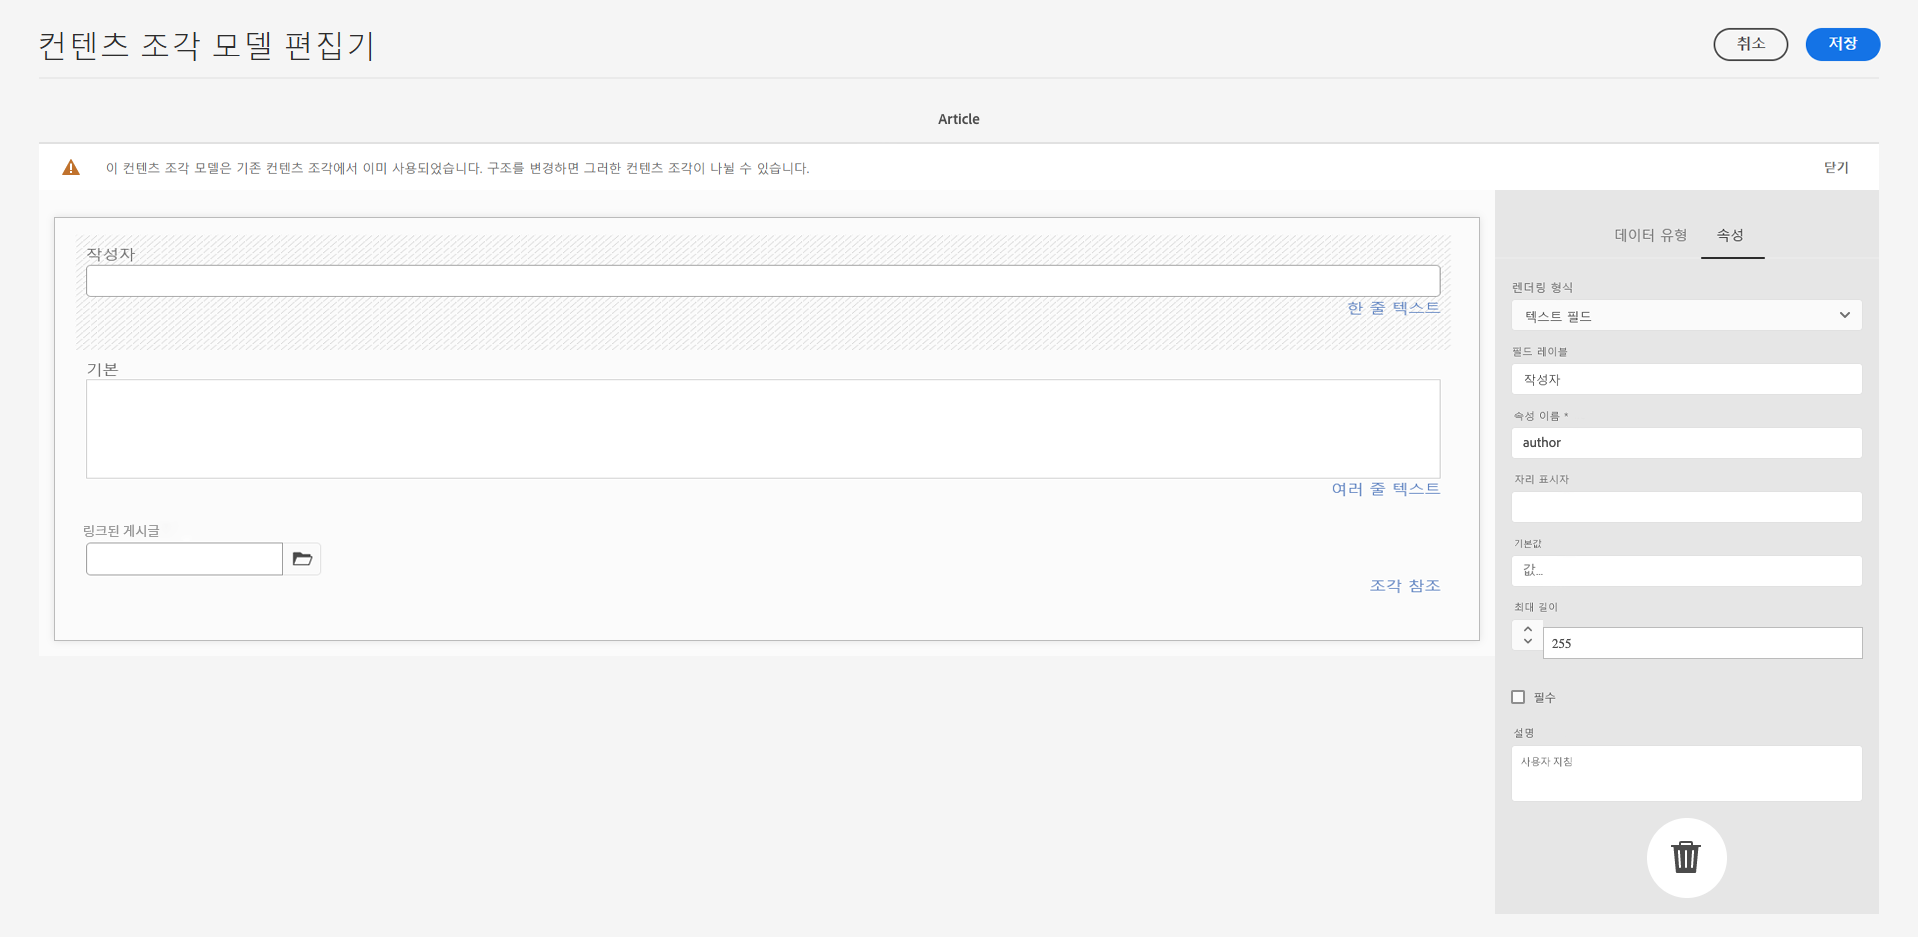 컨텐츠 조각 모델 편집기
취소
저장
Article
이 컨텐츠 조각 모델은 기존 컨텐츠 조각에서 이미 사용되었습니다. 구조를 변경하면 그러한 컨텐츠 조각이 나뉠 수 있습니다.
닫기
작성자
한 줄 텍스트
기본
여러 줄 텍스트
링크된 게시글
조각 참조
데이터 유형
속성
렌더링 형식
텍스트 필드
필드 레이블
작성자
속성 이름 *
author
자리 표시자
기본값
값...
최대 길이
255
필수
설명
사용자 지침